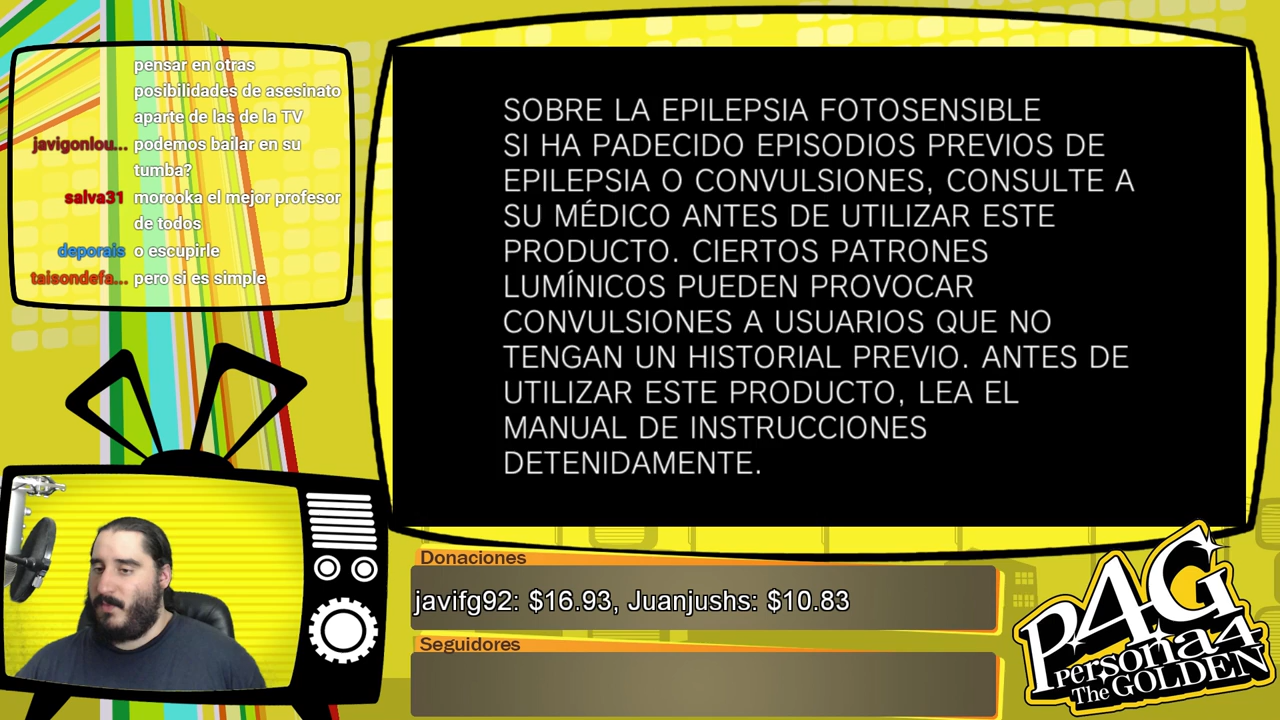 pensar en otras
posibilidades de asesinato
aparte de las de la TV
javigonlou... podemos bailar en su
tumba?
salva31 morooka el mejor profesor
de todos
deporais o escupirle
taisondefa... pero si es simple
SOBRE LA EPILEPSIA FOTOSENSIBLE
SI HA PADECIDO EPISODIOS PREVIOS DE
EPILEPSIA O CONVULSIONES, CONSULTE A
SU MÉDICO ANTES DE UTILIZAR ESTE
PRODUCTO. CIERTOS PATRONES
LUMÍNICOS PUEDEN PROVOCAR
CONVULSIONES A USUARIOS QUE NO
TENGAN UN HISTORIAL PREVIO. ANTES DE
UTILIZAR ESTE PRODUCTO, LEA EL
MANUAL DE INSTRUCCIONES
DETENIDAMENTE.
Donaciones
javifg92: $16.93, Juanjushs: $10.83
Seguidores
P4G
Persona 4
The GOLDEN